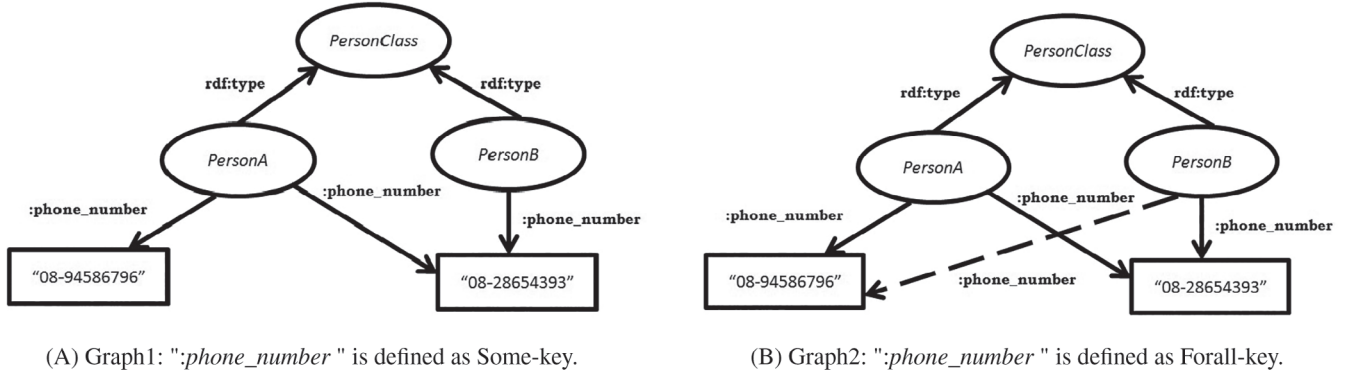 PersonClass
rdf:type
rdf:type
PersonA
PersonB
:phone_number
:phone_number
:phone_number
“08-94586796”
“08-28654393”
(A) Graph1: ":phone_number " is defined as Some-key.
PersonClass
rdf:type
rdf:type
PersonA
PersonB
:phone_number
:phone_number
:phone_number
:phone_number
“08-94586796”
“08-28654393”
(B) Graph2: ":phone_number " is defined as Forall-key.